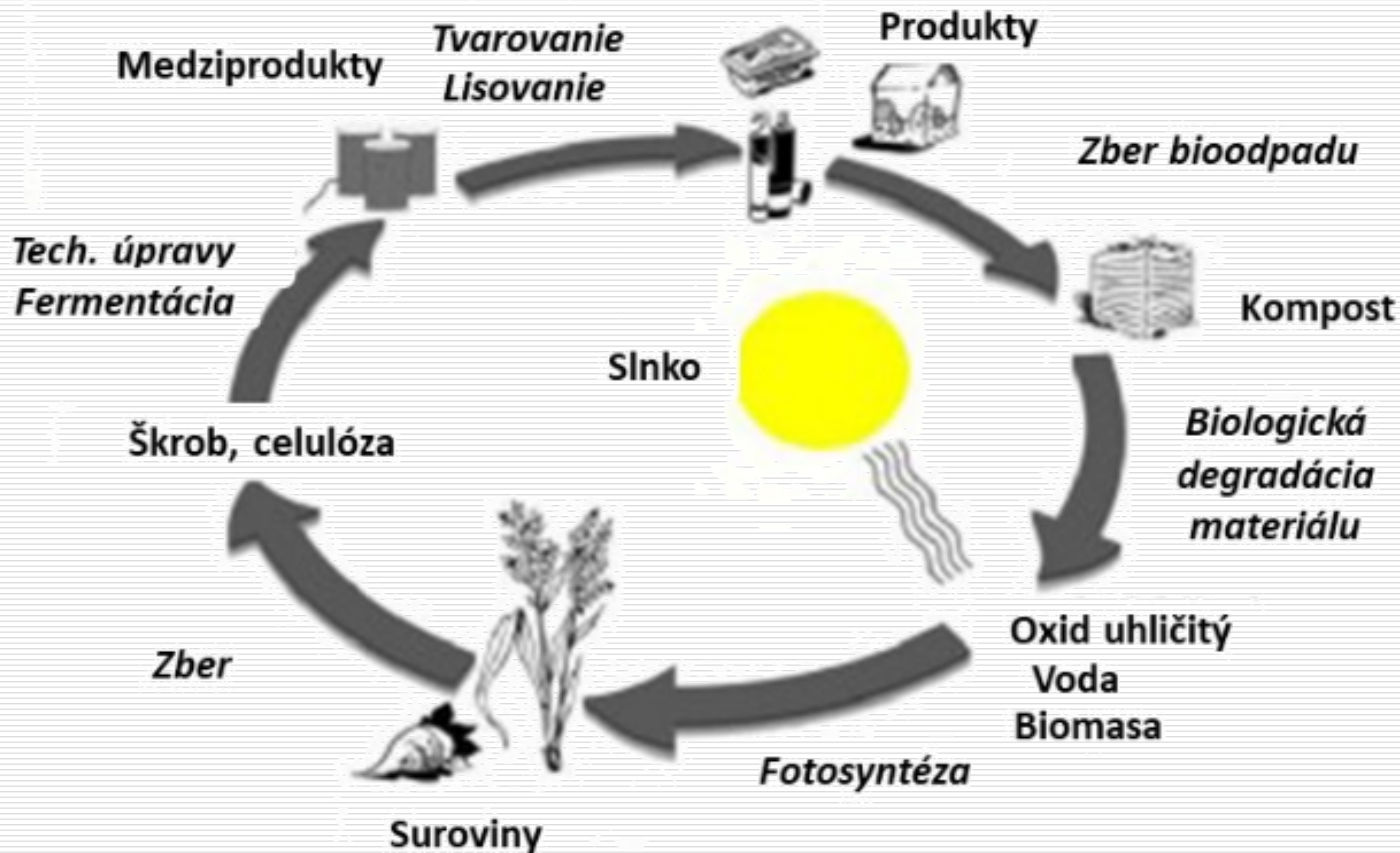 Medziprodukty
Tvarovanie
Lisovanie
Produkty
Zber bioodpadu
Tech. úpravy
Fermentácia
Kompost
Slnko
Škrob, celulóza
Biologická
degradácia
materiálu
Oxid uhličitý
Voda
Biomasa
Zber
Fotosyntéza
Suroviny